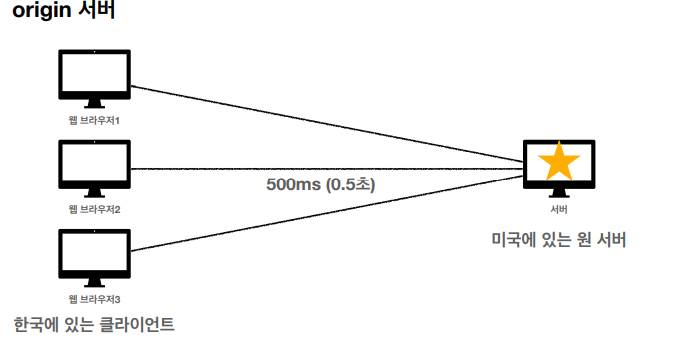 origin 서버
웹 브라우저1
웹 브라우저2
500ms (0.5초)
서버
미국에 있는 원 서버
웹 브라우저3
한국에 있는 클라이언트